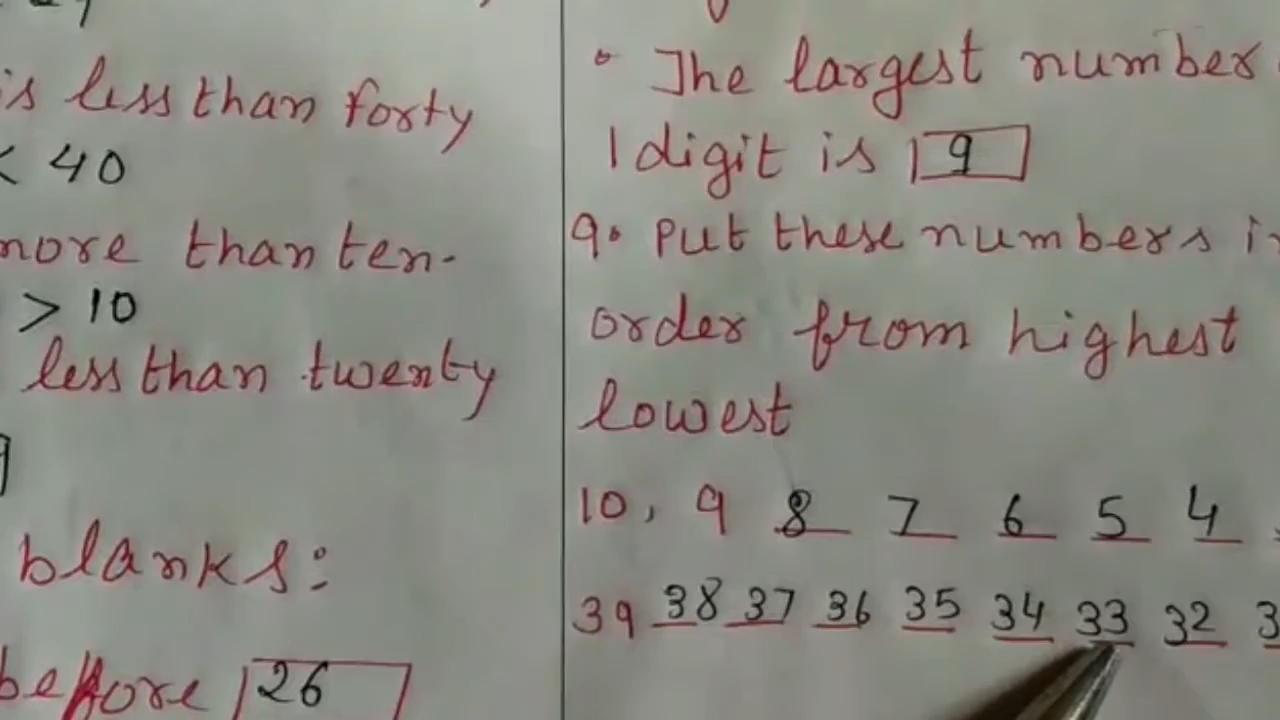 is less than forty
< 40
more than ten.
> 10
less than twenty
blanks:
before 26
The largest number
1 digit is 9
9. Put these numbers in
order from highest
lowest
10, 9 8 7 6 5 4
39 38 37 36 35 34 33 32